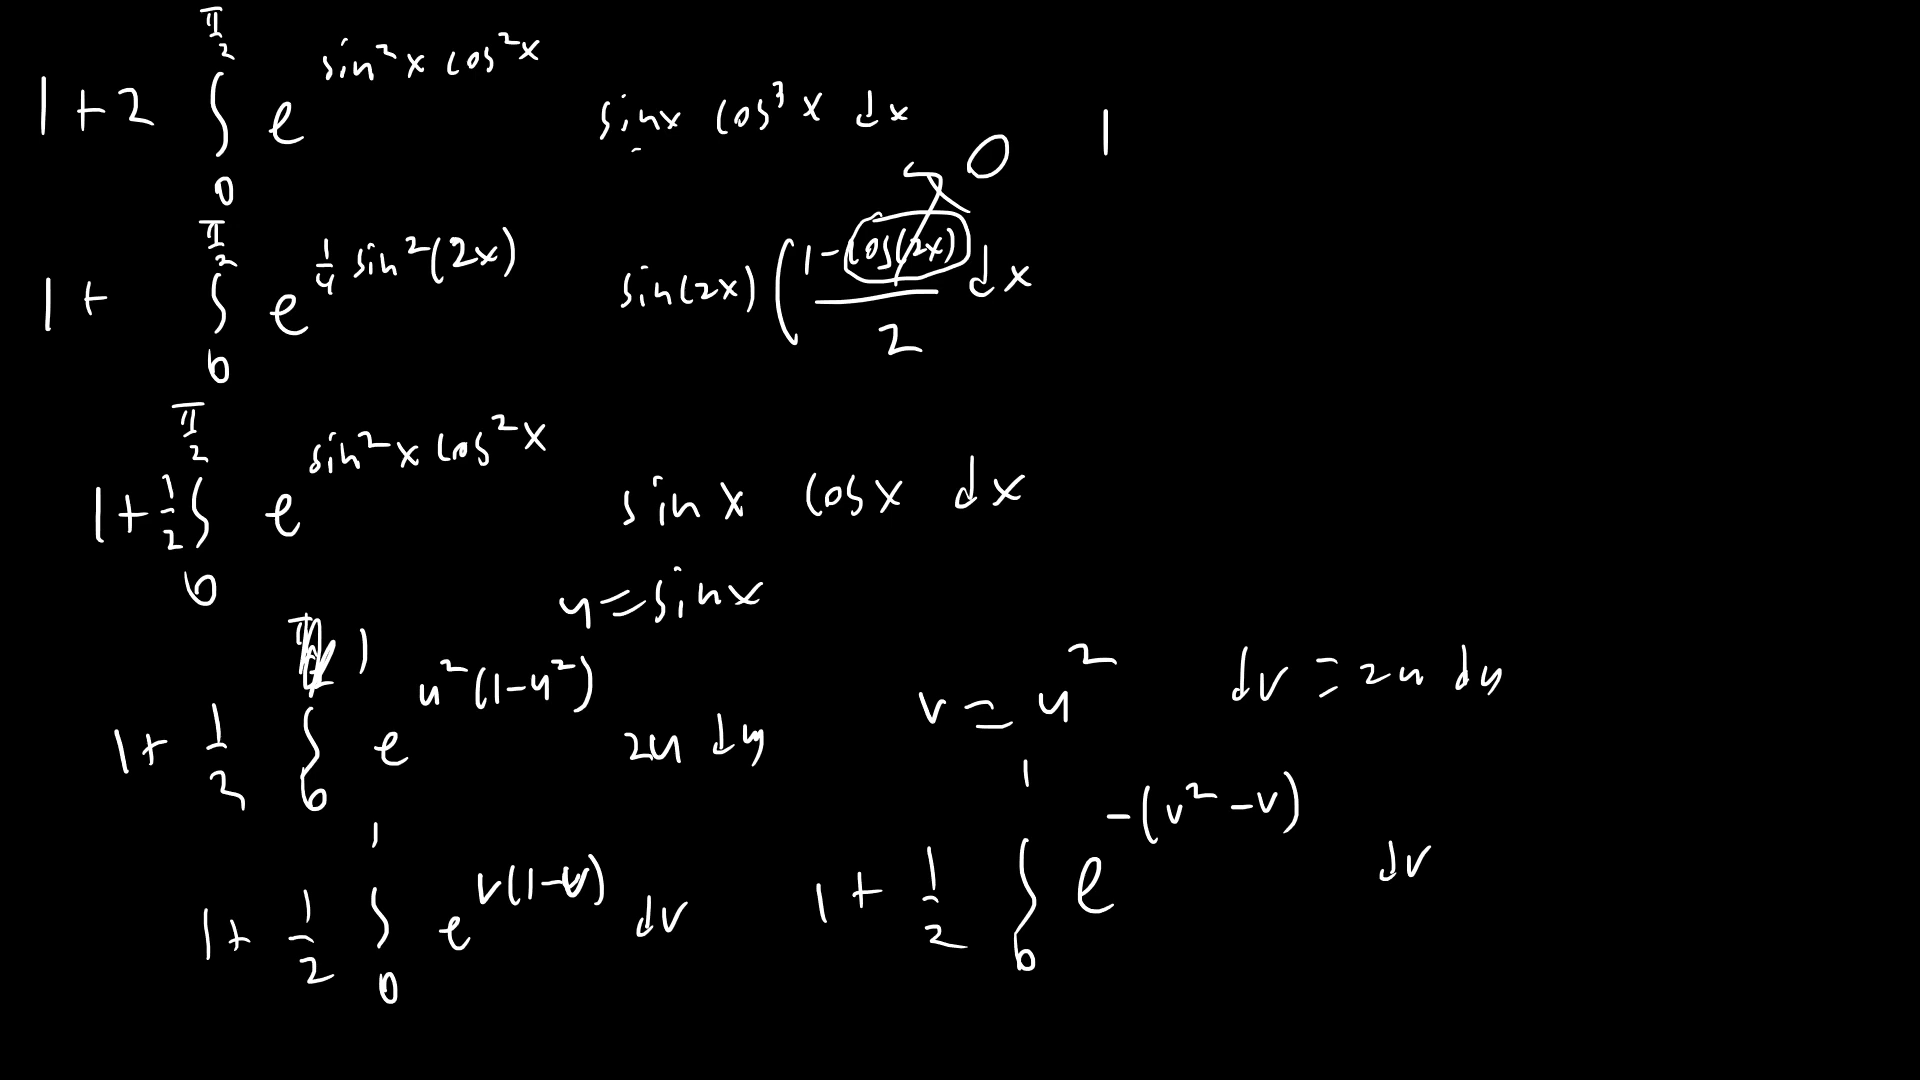 1 + 2 ∫_0^{π/2} e^{sin²x cos²x} sinx cos³x dx 1
1 + ∫_0^{π/2} e^{1/4 sin²(2x)} sin(2x) (1 - cos(2x))/2 dx 0
1 + 1/2 ∫_0^{π/2} e^{sin²x cos²x} sin x cos x dx
u = sinx
1 + 1/2 ∫_0^1 e^{u²(1-u²)} 2u du v = u² dv = 2u du
1 + 1/2 ∫_0^1 e^{v(1-v)} dv 1 + 1/2 ∫_0^1 e^{-(v²-v)} dv